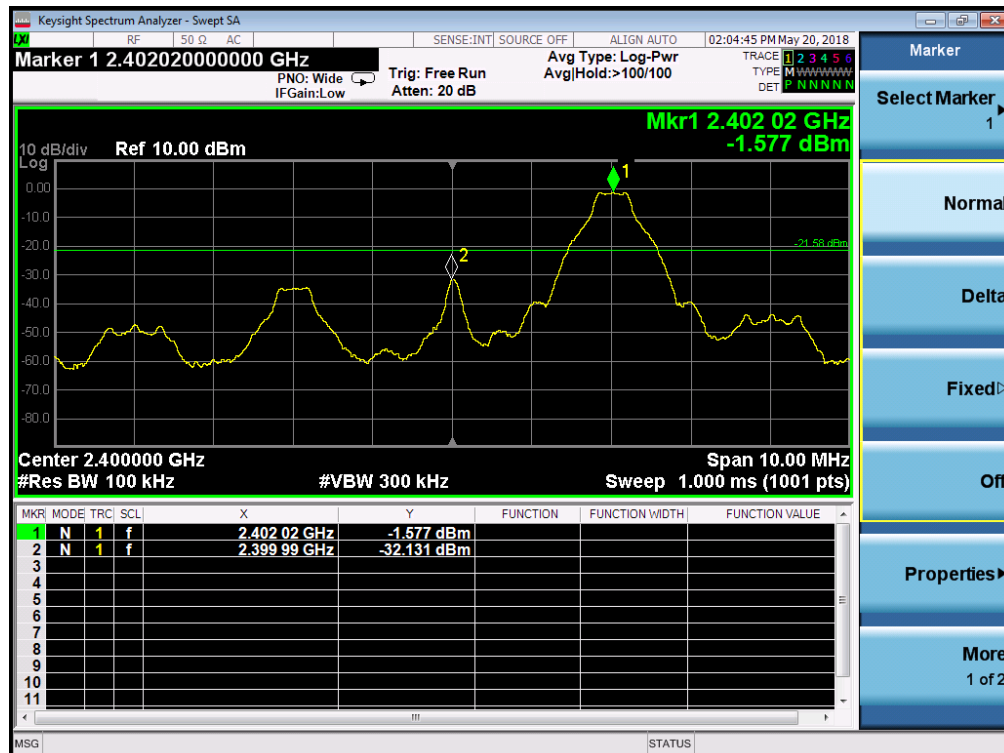 Keysight Spectrum Analyzer - Swept SA
LXI RF 50 Ω AC SENSE:INT SOURCE OFF ALIGN AUTO 02:04:45 PM May 20, 2018
Marker 1 2.402020000000 GHz
PNO: Wide
IFGain:Low
Trig: Free Run
Atten: 20 dB
Avg Type: Log-Pwr
Avg|Hold:>100/100
TRACE 1 2 3 4 5 6
TYPE M WWWWW
DET P N N N N N
Mkr1 2.402 02 GHz
-1.577 dBm
10 dB/div Ref 10.00 dBm
Log
0.00
-10.0
-20.0
-30.0
-40.0
-50.0
-60.0
-70.0
-80.0
1
2
-21.58 dBm
Center 2.400000 GHz Span 10.00 MHz
#Res BW 100 kHz #VBW 300 kHz Sweep 1.000 ms (1001 pts)
MKR MODE TRC SCL X Y FUNCTION FUNCTION WIDTH FUNCTION VALUE
1 N 1 f 2.402 02 GHz -1.577 dBm
2 N 1 f 2.399 99 GHz -32.131 dBm
3
4
5
6
7
8
9
10
11
MSG STATUS
Marker
Select Marker
1
Normal
Delta
Fixed
Off
Properties
More
1 of 2